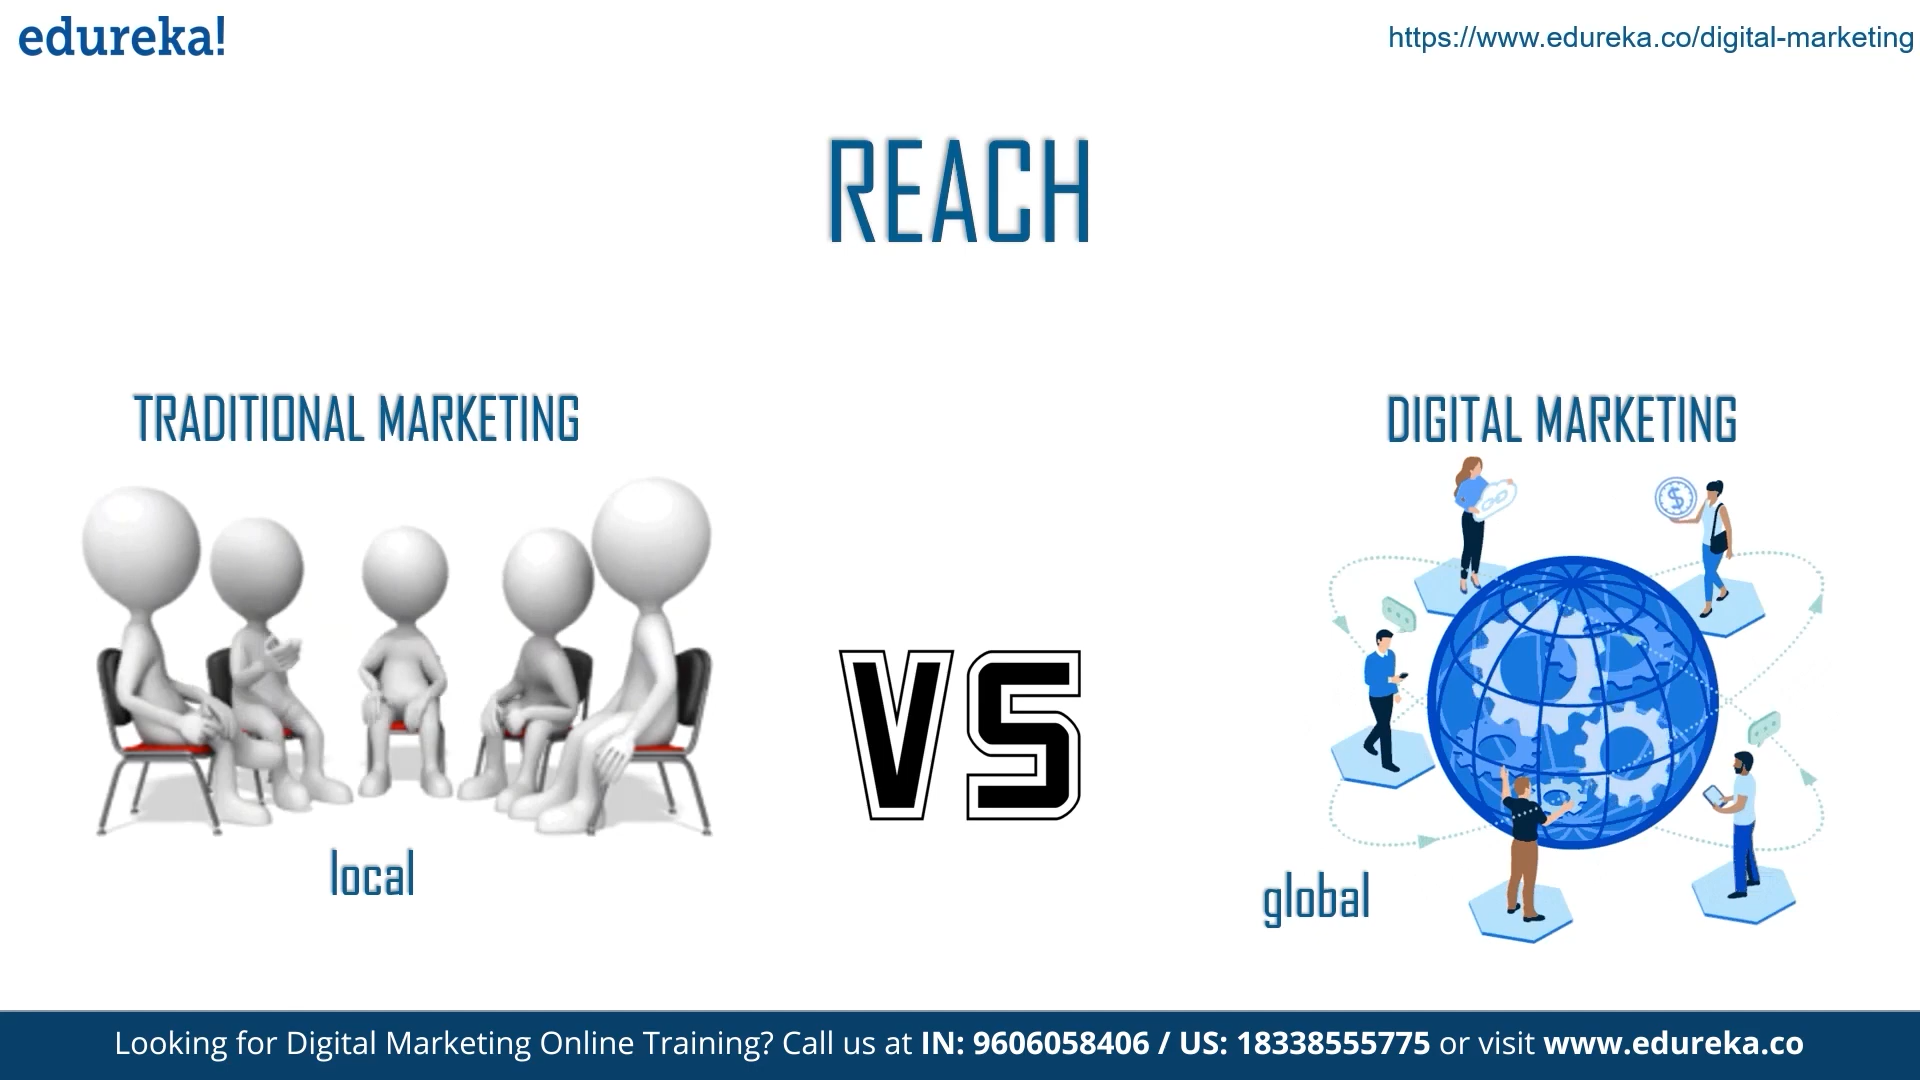 edureka!
https://www.edureka.co/digital-marketing
REACH
TRADITIONAL MARKETING
DIGITAL MARKETING
VS
local
global
Looking for Digital Marketing Online Training? Call us at IN: 9606058406 / US: 18338555775 or visit www.edureka.co